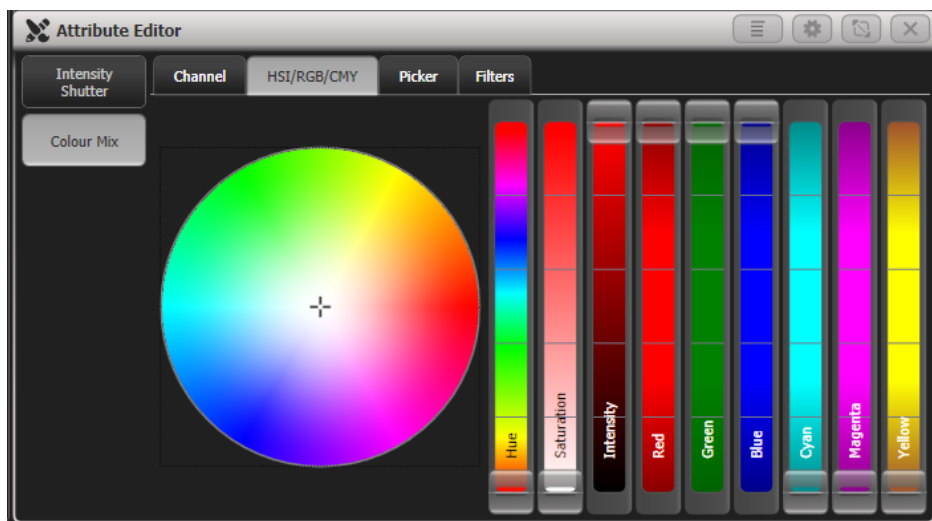 Attribute Editor
Intensity
Shutter
Colour Mix
Channel
HSI/RGB/CMY
Picker
Filters
Hue
Saturation
Intensity
Red
Green
Blue
Cyan
Magenta
Yellow